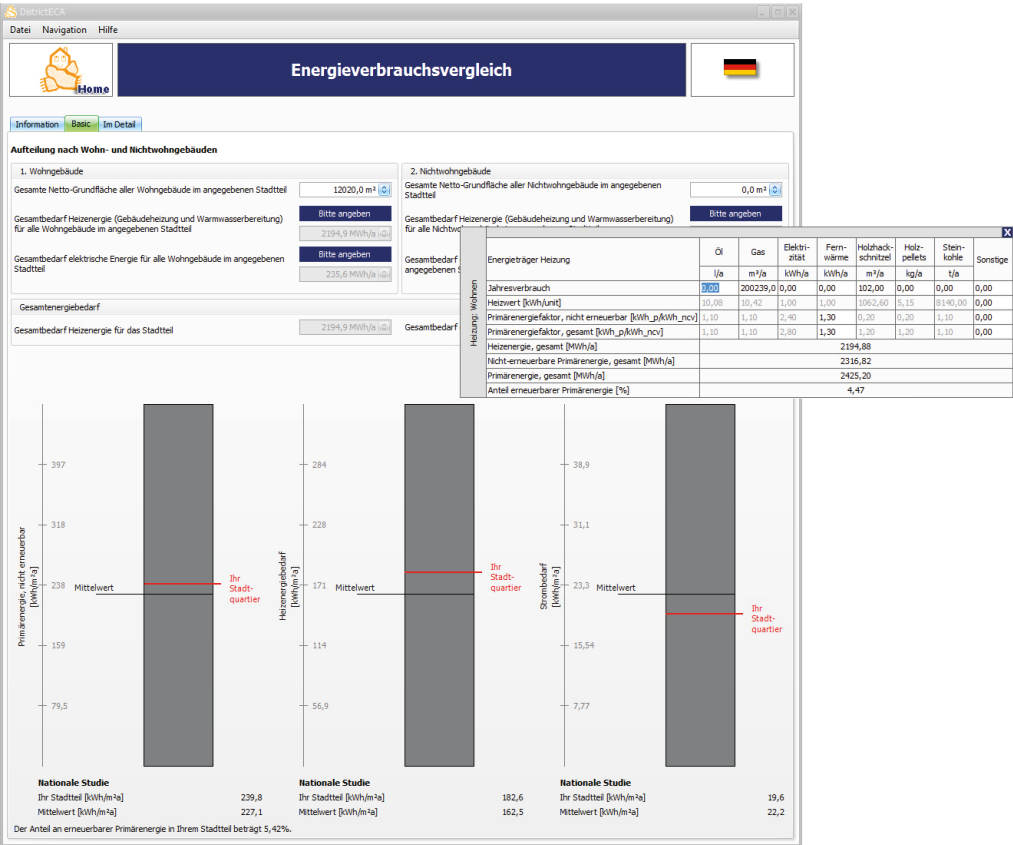 DistrictECA
Datei Navigation Hilfe
Home
Energieverbrauchsvergleich
Information Basic Im Detail
Aufteilung nach Wohn- und Nichtwohngebäuden
1. Wohngebäude
Gesamte Netto-Grundfläche aller Wohngebäude im angegebenen Stadtteil 12020,0 m²
Bitte angeben
Gesamtbedarf Heizenergie (Gebäudeheizung und Warmwasserbereitung)
für alle Wohngebäude im angegebenen Stadtteil
2194,9 MWh/a
Bitte angeben
Gesamtbedarf elektrische Energie für alle Wohngebäude im angegebenen
Stadtteil
235,6 MWh/a
2. Nichtwohngebäude
Gesamte Netto-Grundfläche aller Nichtwohngebäude im angegebenen
Stadtteil
0,0 m²
Bitte angeben
Gesamtbedarf Heizenergie (Gebäudeheizung und Warmwasserbereitung)
für alle
Gesamtbedarf
angegebenen
Gesamtenergiebedarf
Gesamtbedarf Heizenergie für das Stadtteil 2194,9 MWh/a Gesamtbedarf
X
Heizung: Wohnen
Energieträger Heizung Öl Gas Elektri-zität Fern-wärme Holzhack-schnitzel Holz-pellets Stein-kohle Sonstige
l/a m³/a kWh/a kWh/a m³/a kg/a t/a
Jahresverbrauch 0,00 200239,0 0,00 0,00 102,00 0,00 0,00 0,00
Heizwert [kWh/unit] 10,08 10,42 1,00 1,00 1062,60 5,15 8140,00 0,00
Primärenergiefaktor, nicht erneuerbar [kWh_p/kWh_ncv] 1,10 1,10 2,40 1,30 0,20 0,20 1,10 0,00
Primärenergiefaktor, gesamt [kWh_p/kWh_ncv] 1,10 1,10 2,80 1,30 1,20 1,20 1,10 0,00
Heizenergie, gesamt [MWh/a] 2194,88
Nicht-erneuerbare Primärenergie, gesamt [MWh/a] 2316,82
Primärenergie, gesamt [MWh/a] 2425,20
Anteil erneuerbarer Primärenergie [%] 4,47
Primärenergie, nicht erneuerbar
[kWh/m²a]
397
318
238
159
79,5
Mittelwert
Ihr
Stadt-
quartier
Heizenergiebedarf
[kWh/m²a]
284
228
171
114
56,9
Mittelwert
Ihr
Stadt-
quartier
Strombedarf
[kWh/m²a]
38,9
31,1
23,3
15,54
7,77
Mittelwert
Ihr
Stadt-
quartier
Nationale Studie
Ihr Stadtteil [kWh/m²a] 239,8
Mittelwert [kWh/m²a] 227,1
Nationale Studie
Ihr Stadtteil [kWh/m²a] 182,6
Mittelwert [kWh/m²a] 162,5
Nationale Studie
Ihr Stadtteil [kWh/m²a] 19,6
Mittelwert [kWh/m²a] 22,2
Der Anteil an erneuerbarer Primärenergie in Ihrem Stadtteil beträgt 5,42%.